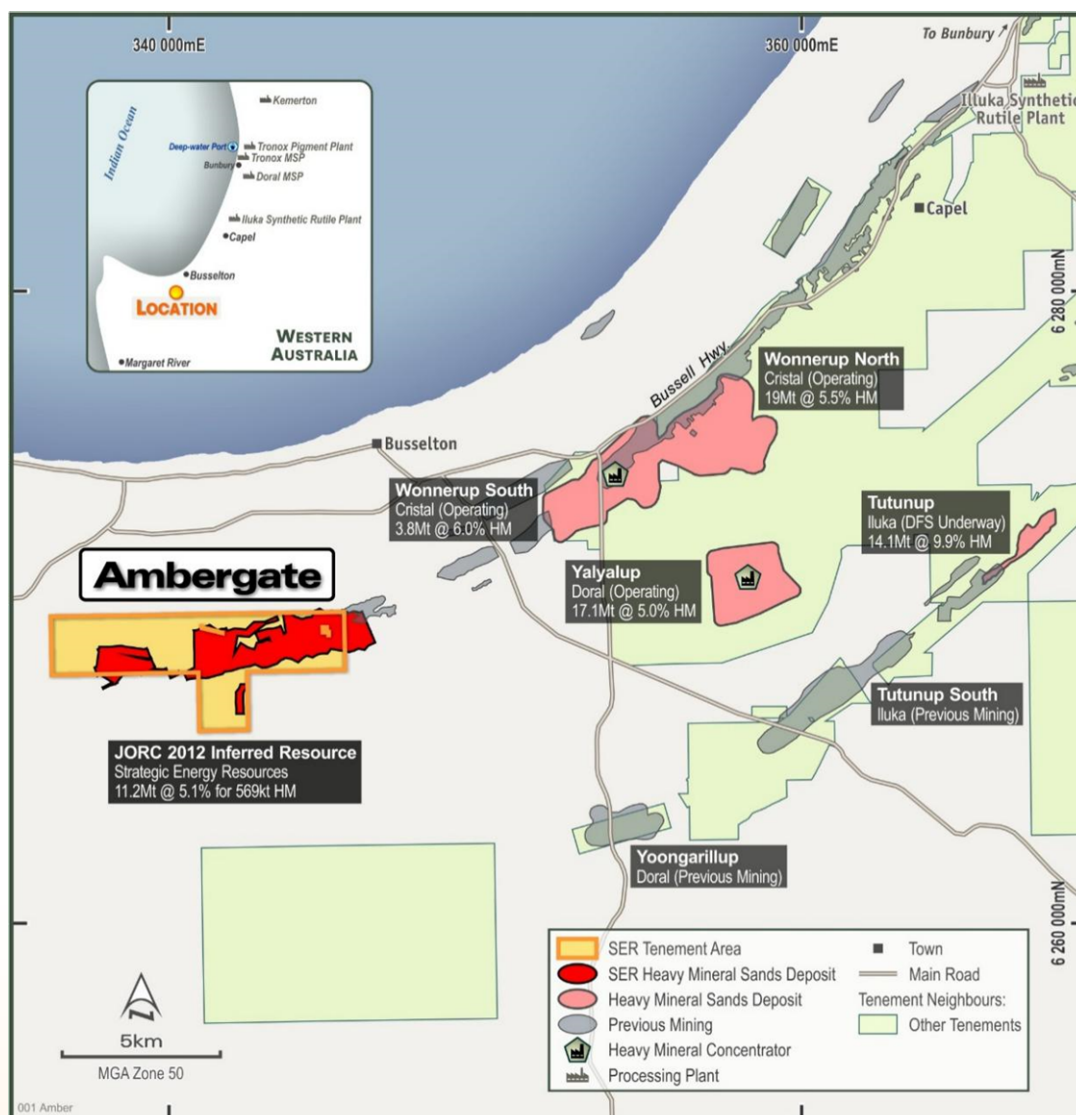 340 000mE
360 000mE
To Bunbury
Illuka Synthetic
Rutile Plant
Indian Ocean
Kemerton
Deep-water Port
Tronox Pigment Plant
Tronox MSP
Bunbury
Doral MSP
Iluka Synthetic Rutile Plant
Capel
Busselton
LOCATION
WESTERN
AUSTRALIA
Margaret River
Capel
6 280 000mN
Bussell Hwy.
Wonnerup North
Cristal (Operating)
19Mt @ 5.5% HM
Busselton
Wonnerup South
Cristal (Operating)
3.8Mt @ 6.0% HM
Tutunup
Iluka (DFS Underway)
14.1Mt @ 9.9% HM
Yalyalup
Doral (Operating)
17.1Mt @ 5.0% HM
Ambergate
Tutunup South
Iluka (Previous Mining)
JORC 2012 Inferred Resource
Strategic Energy Resources
11.2Mt @ 5.1% for 569kt HM
Yoongarillup
Doral (Previous Mining)
6 260 000mN
SER Tenement Area
SER Heavy Mineral Sands Deposit
Heavy Mineral Sands Deposit
Previous Mining
Heavy Mineral Concentrator
Processing Plant
Town
Main Road
Tenement Neighbours:
Other Tenements
N
5km
MGA Zone 50
001 Amber